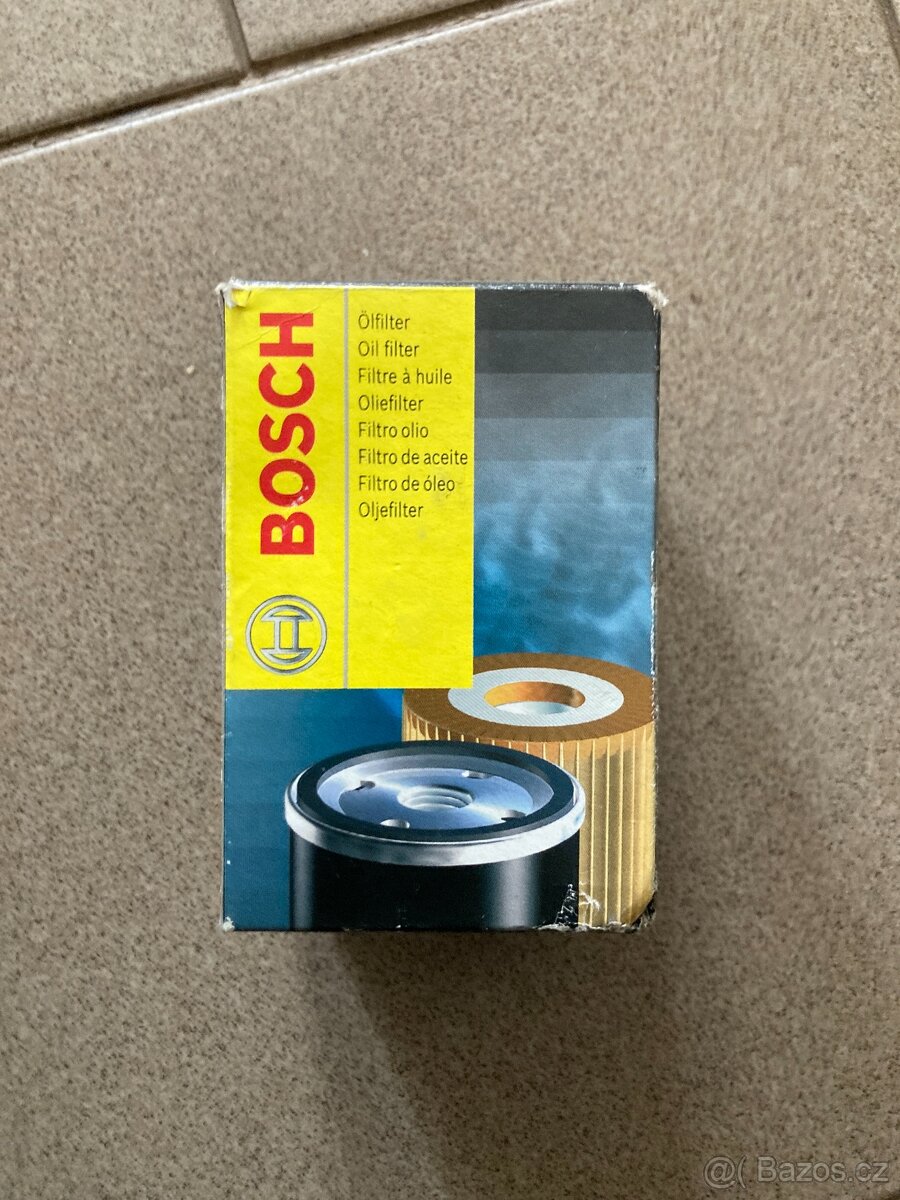 BOSCH
Ölfilter
Oil filter
Filtre à huile
Oliefilter
Filtro olio
Filtro de aceite
Filtro de óleo
Oljefilter
@( Bazos.cz